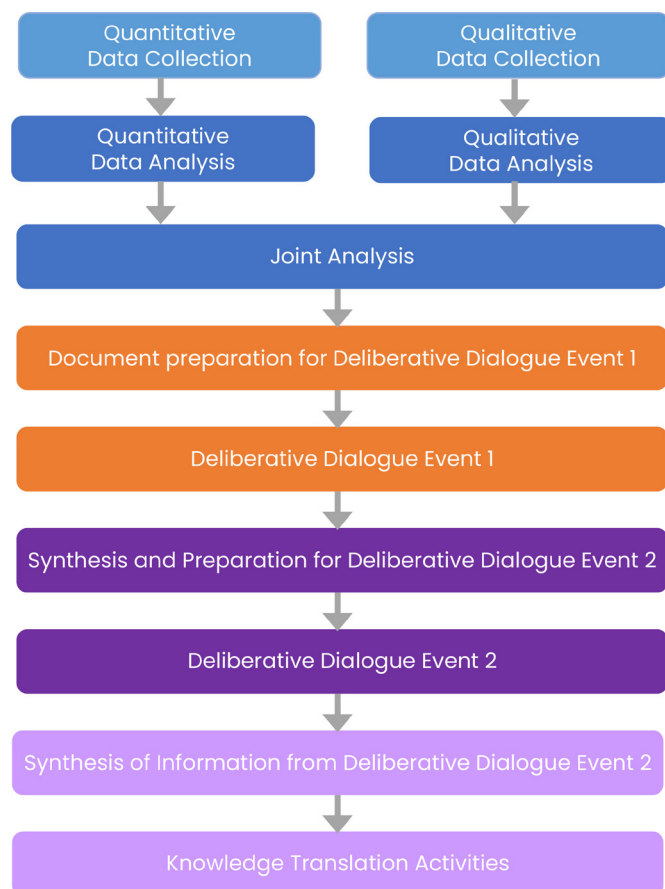 Quantitative
Data Collection
Qualitative
Data Collection
Quantitative
Data Analysis
Qualitative
Data Analysis
Joint Analysis
Document preparation for Deliberative Dialogue Event 1
Deliberative Dialogue Event 1
Synthesis and Preparation for Deliberative Dialogue Event 2
Deliberative Dialogue Event 2
Synthesis of Information from Deliberative Dialogue Event 2
Knowledge Translation Activities